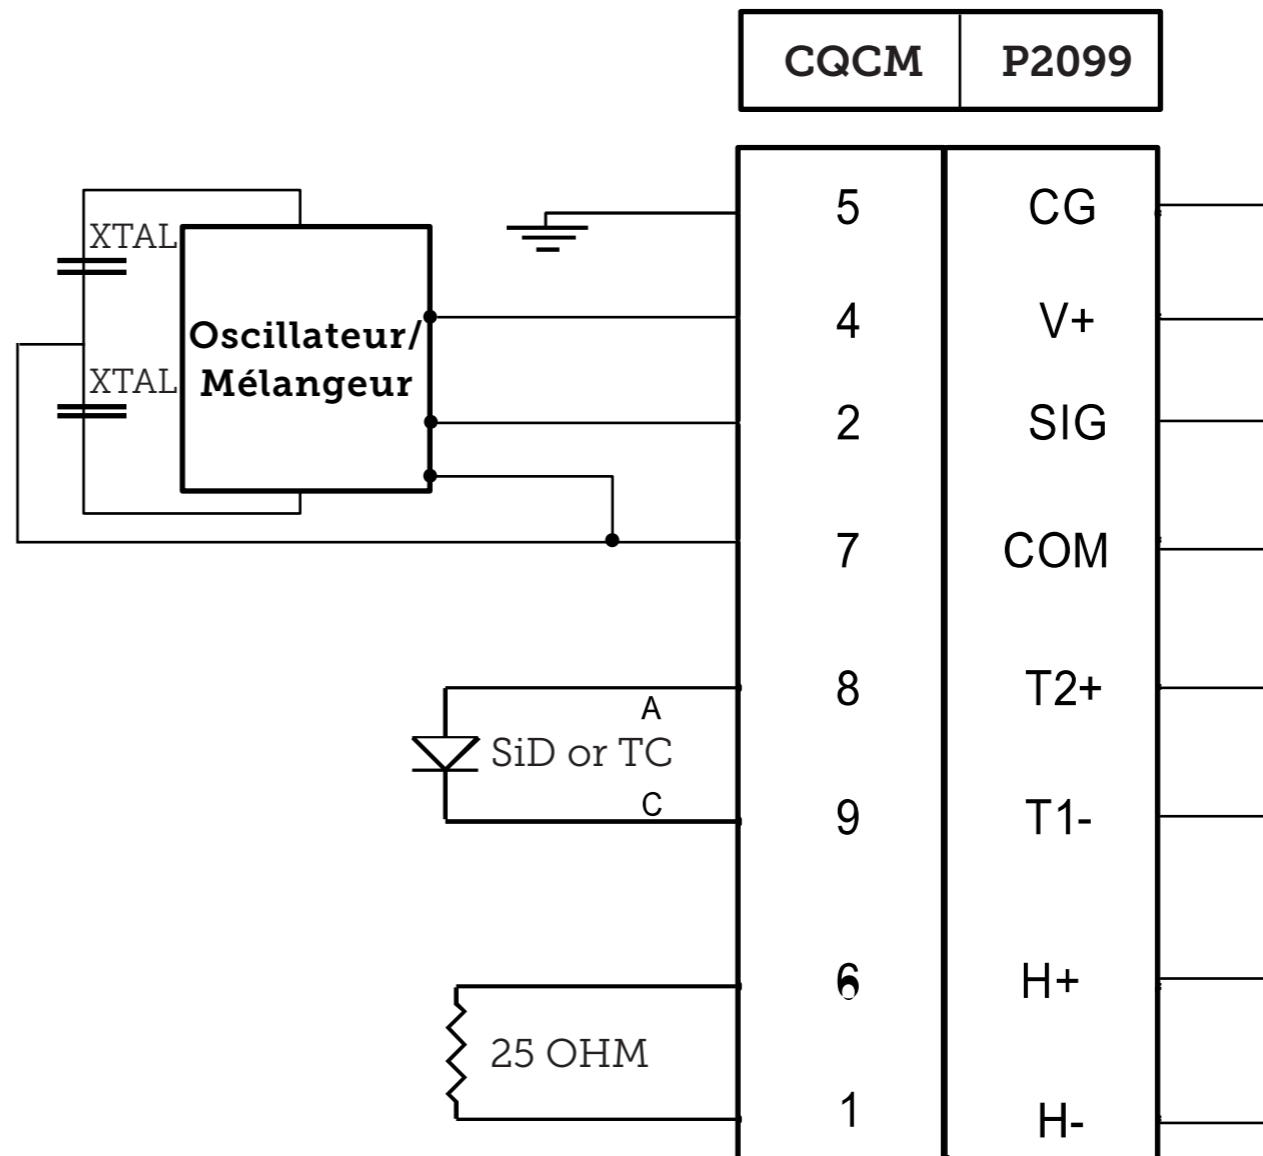 CQCM P2099
5 CG
XTAL
Oscillateur/
Mélangeur
4 V+
XTAL
2 SIG
7 COM
8 T2+
A
SiD or TC
C
9 T1-
6 H+
25 OHM
1 H-